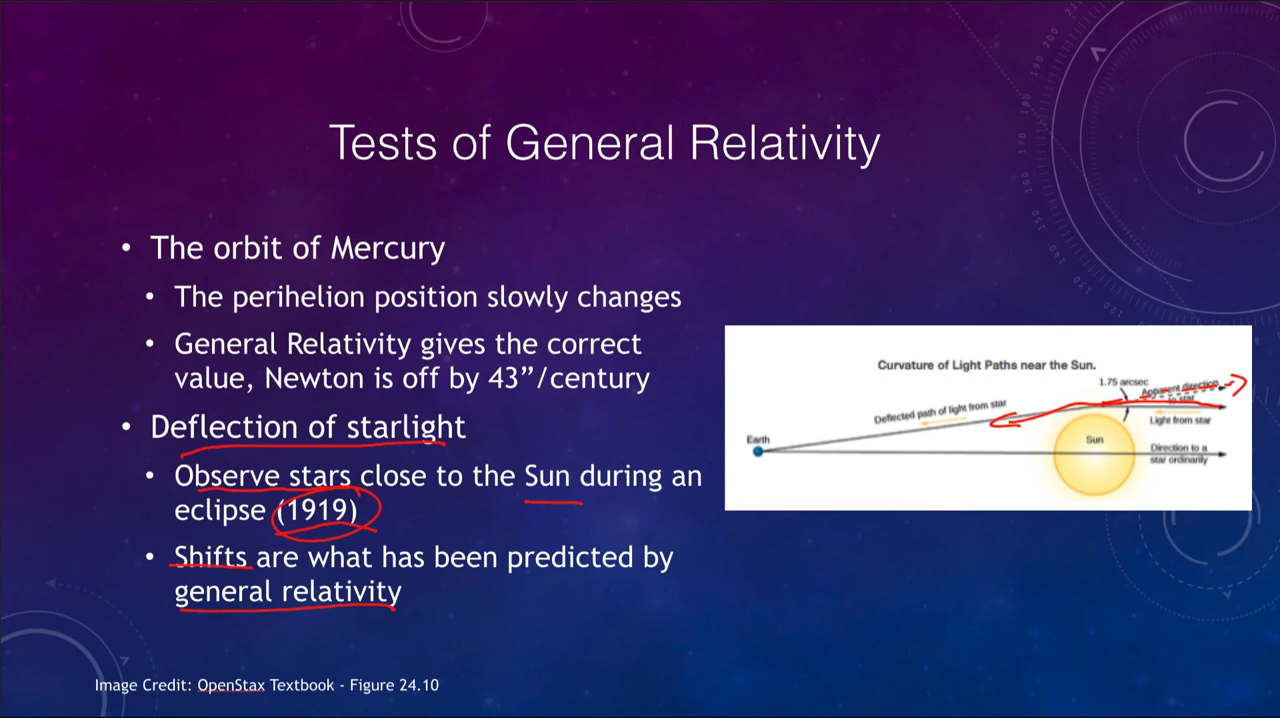 Tests of General Relativity
• The orbit of Mercury
• The perihelion position slowly changes
• General Relativity gives the correct
value, Newton is off by 43”/century
• Deflection of starlight
• Observe stars close to the Sun during an
eclipse (1919)
• Shifts are what has been predicted by
general relativity
Curvature of Light Paths near the Sun.
1.75 arcsec
Apparent direction
to star
Deflected path of light from star
Light from star
Earth
Sun
Direction to a
star ordinarily
Image Credit: OpenStax Textbook - Figure 24.10